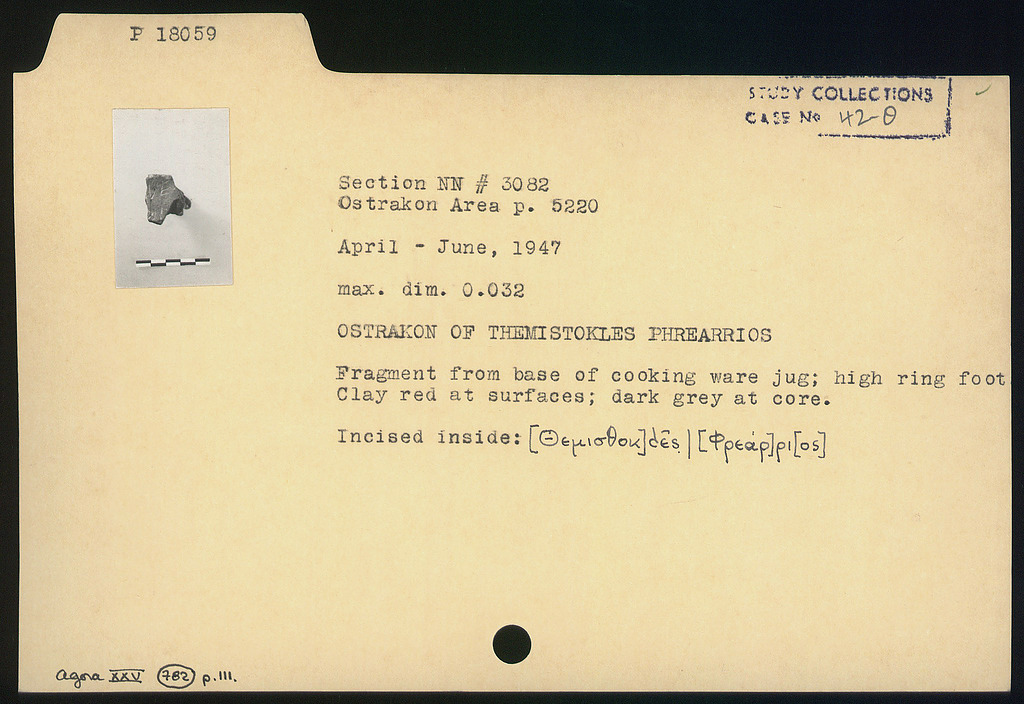 P 18059
STUDY COLLECTIONS
CASE No 42-θ
Section NN # 3082
Ostrakon Area p. 5220
April - June, 1947
max. dim. 0.032
OSTRAKON OF THEMISTOKLES PHREARRIOS
Fragment from base of cooking ware jug; high ring foot
Clay red at surfaces; dark grey at core.
Incised inside: [Θεμισθοκ]λε̃ς | [Φρεάρ]ρι[ος]
Agora XXV 782 p.111.